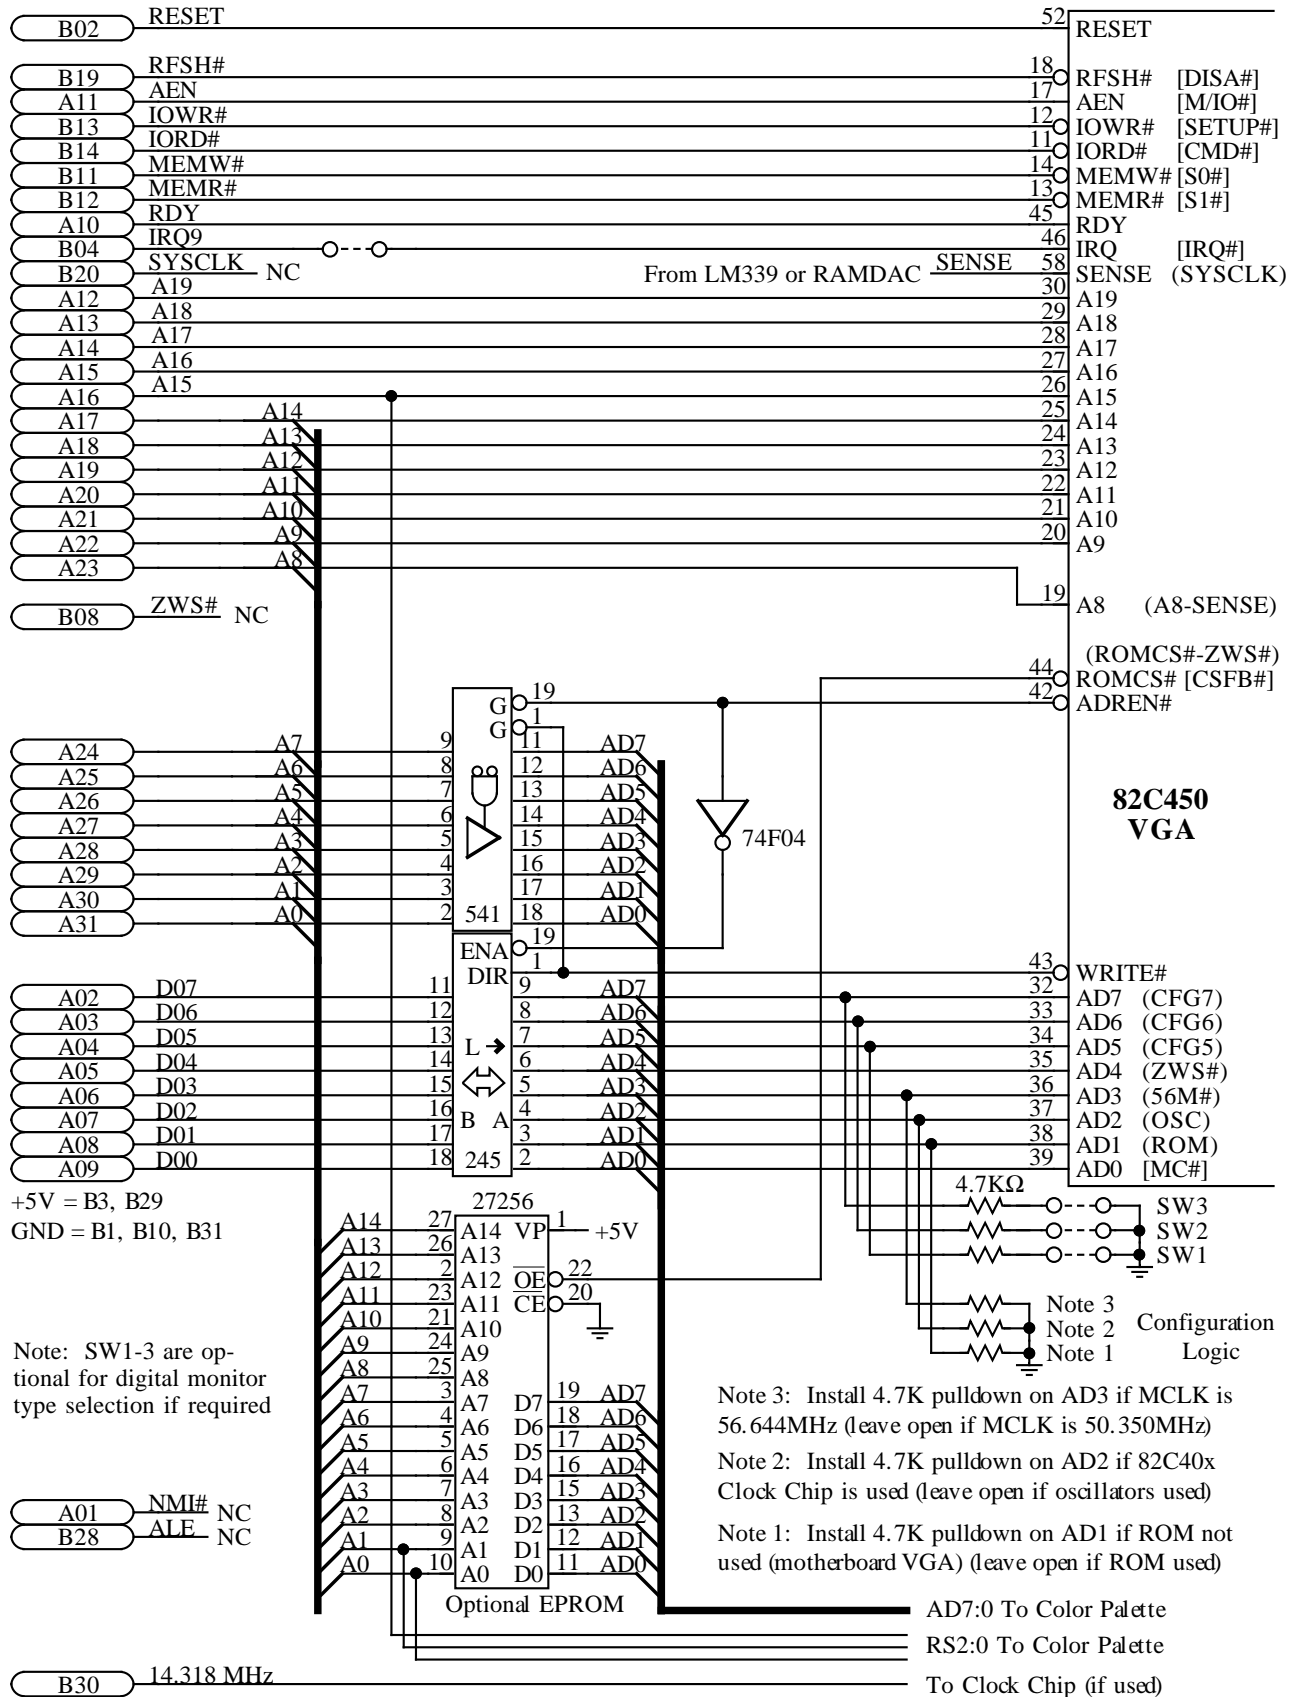 B02 RESET 52 RESET
B19 RFSH# 18 RFSH# [DISA#]
A11 AEN 17 AEN [M/IO#]
B13 IOWR# 12 IOWR# [SETUP#]
B14 IORD# 11 IORD# [CMD#]
B11 MEMW# 14 MEMW# [S0#]
B12 MEMR# 13 MEMR# [S1#]
A10 RDY 45 RDY
B04 IRQ9 46 IRQ [IRQ#]
B20 SYSCLK NC From LM339 or RAMDAC SENSE 58 SENSE (SYSCLK)
A12 A19 30 A19
A13 A18 29 A18
A14 A17 28 A17
A15 A16 27 A16
A16 A15 26 A15
A17 A14 25 A14
A18 A13 24 A13
A19 A12 23 A12
A20 A11 22 A11
A21 A10 21 A10
A22 A9 20 A9
A23 A8 19 A8 (A8-SENSE)
B08 ZWS# NC
(ROMCS#-ZWS#)
44 ROMCS# [CSFB#]
G 19 42 ADREN#
G 1
A24 A7 9 11 AD7
A25 A6 8 12 AD6
A26 A5 7 13 AD5
A27 A4 6 14 AD4
A28 A3 5 15 AD3
A29 A2 4 16 AD2
A30 A1 3 17 AD1
A31 A0 2 541 18 AD0
82C450
VGA
74F04
ENA 19
DIR 1 43 WRITE#
A02 D07 11 9 AD7 32 AD7 (CFG7)
A03 D06 12 8 AD6 33 AD6 (CFG6)
A04 D05 13 L 7 AD5 34 AD5 (CFG5)
A05 D04 14 6 AD4 35 AD4 (ZWS#)
A06 D03 15 5 AD3 36 AD3 (56M#)
A07 D02 16 B A 4 AD2 37 AD2 (OSC)
A08 D01 17 3 AD1 38 AD1 (ROM)
A09 D00 18 245 2 AD0 39 AD0 [MC#]
+5V = B3, B29
GND = B1, B10, B31
27256
4.7KΩ SW3
SW2
SW1
A14 27 A14 VP 1 +5V
A13 26 A13
A12 2 A12 OE 22
A11 23 A11 CE 20
A10 21 A10
A9 24 A9
A8 25 A8
A7 3 A7 D7 19 AD7
A6 4 A6 D6 18 AD6
A5 5 A5 D5 17 AD5
A4 6 A4 D4 16 AD4
A3 7 A3 D3 15 AD3
A2 8 A2 D2 13 AD2
A1 9 A1 D1 12 AD1
A0 10 A0 D0 11 AD0
Optional EPROM
Note 3
Note 2
Note 1
Configuration
Logic
Note: SW1-3 are op-
tional for digital monitor
type selection if required
A01 NMI# NC
B28 ALE NC
Note 3: Install 4.7K pulldown on AD3 if MCLK is
56.644MHz (leave open if MCLK is 50.350MHz)
Note 2: Install 4.7K pulldown on AD2 if 82C40x
Clock Chip is used (leave open if oscillators used)
Note 1: Install 4.7K pulldown on AD1 if ROM not
used (motherboard VGA) (leave open if ROM used)
AD7:0 To Color Palette
RS2:0 To Color Palette
B30 14.318 MHz To Clock Chip (if used)